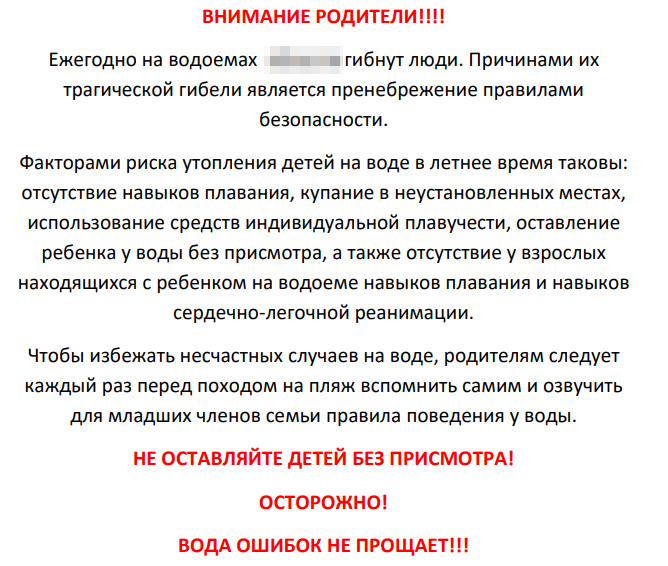 ВНИМАНИЕ РОДИТЕЛИ!!!!
Ежегодно на водоемах гибнут люди. Причинами их
трагической гибели является пренебрежение правилами
безопасности.
Факторами риска утопления детей на воде в летнее время таковы:
отсутствие навыков плавания, купание в неустановленных местах,
использование средств индивидуальной плавучести, оставление
ребенка у воды без присмотра, а также отсутствие у взрослых
находящихся с ребенком на водоеме навыков плавания и навыков
сердечно-легочной реанимации.
Чтобы избежать несчастных случаев на воде, родителям следует
каждый раз перед походом на пляж вспомнить самим и озвучить
для младших членов семьи правила поведения у воды.
НЕ ОСТАВЛЯЙТЕ ДЕТЕЙ БЕЗ ПРИСМОТРА!
ОСТОРОЖНО!
ВОДА ОШИБОК НЕ ПРОЩАЕТ!!!